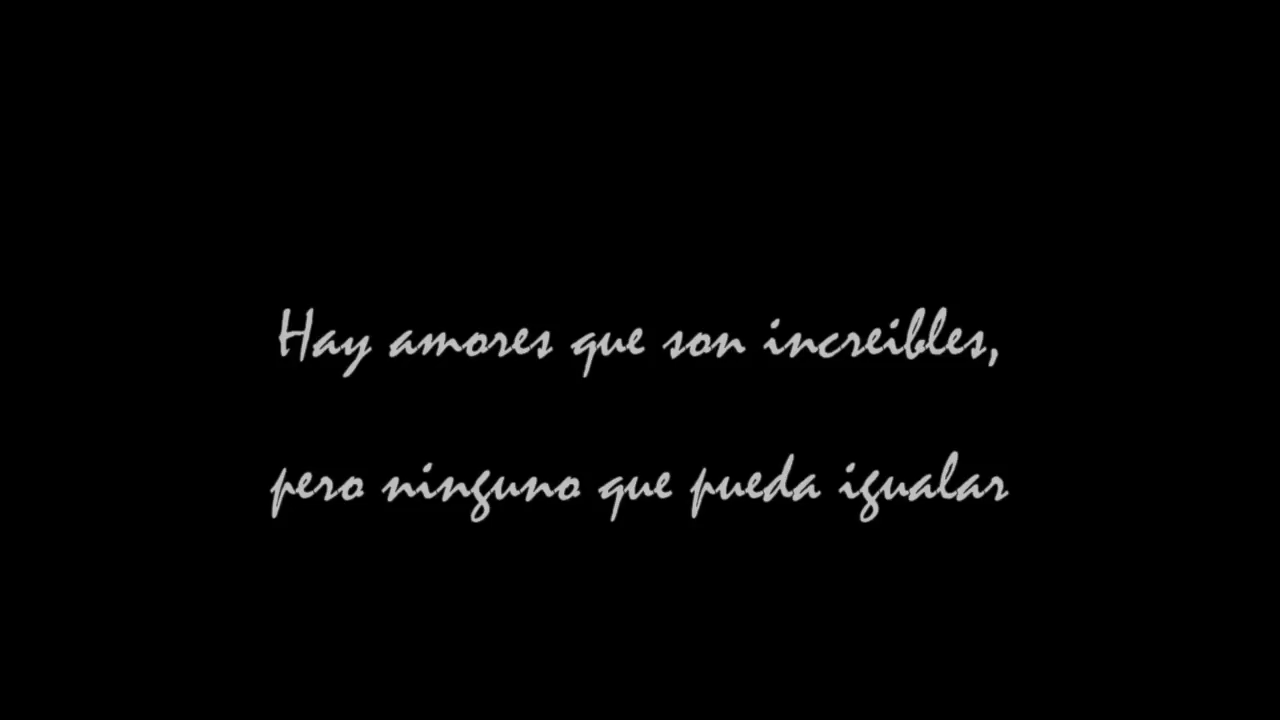 Hay amores que son increibles,
pero ninguno que pueda igualar